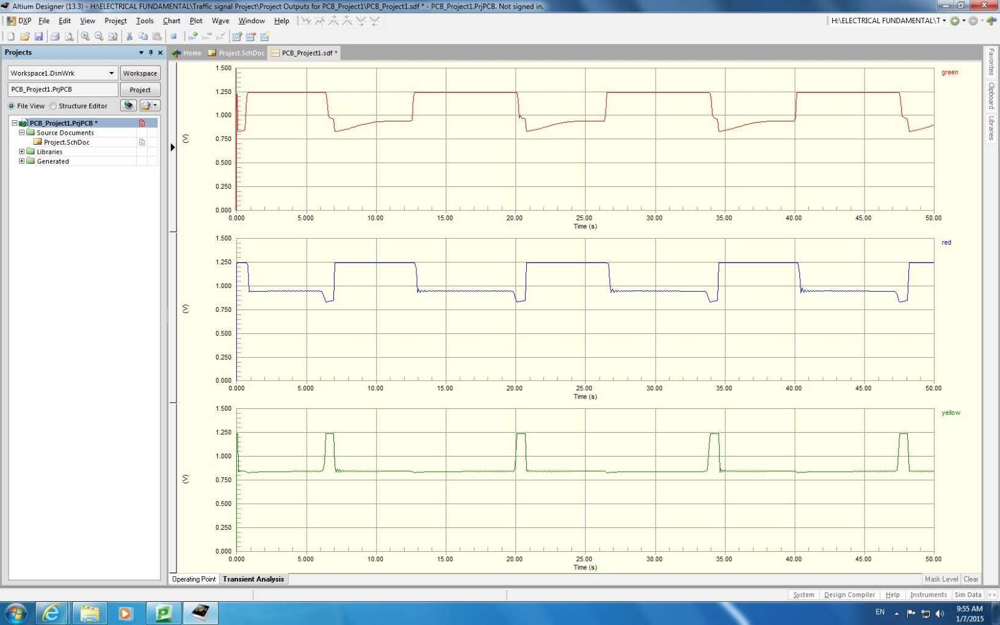 Altium Designer (13.3) - H:\ELECTRICAL FUNDAMENTAL\Traffic signal Project\Project Outputs for PCB_Project1\PCB_Project1.sdf * - PCB_Project1.PrjPCB. Not signed in.
DXP File Edit View Project Tools Chart Plot Wave Window Help
H:\ELECTRICAL FUNDAMENTAL\T
Projects
Home Project.SchDoc PCB_Project1.sdf *
Workspace1.DsnWrk Workspace
PCB_Project1.PrjPCB Project
File View Structure Editor
PCB_Project1.PrjPCB *
Source Documents
Project.SchDoc
Libraries
Generated
green
1.500
1.250
1.000
0.750
0.500
0.250
0.000
(V)
0.000 5.000 10.00 15.00 20.00 25.00 30.00 35.00 40.00 45.00 50.00
Time (s)
red
1.500
1.250
1.000
0.750
0.500
0.250
0.000
(V)
0.000 5.000 10.00 15.00 20.00 25.00 30.00 35.00 40.00 45.00 50.00
Time (s)
yellow
1.500
1.250
1.000
0.750
0.500
0.250
0.000
(V)
0.000 5.000 10.00 15.00 20.00 25.00 30.00 35.00 40.00 45.00 50.00
Time (s)
Favorites
Clipboard
Libraries
Operating Point Transient Analysis Mask Level Clear
System Design Compiler Help Instruments Sim Data >>
EN 9:55 AM
1/7/2015